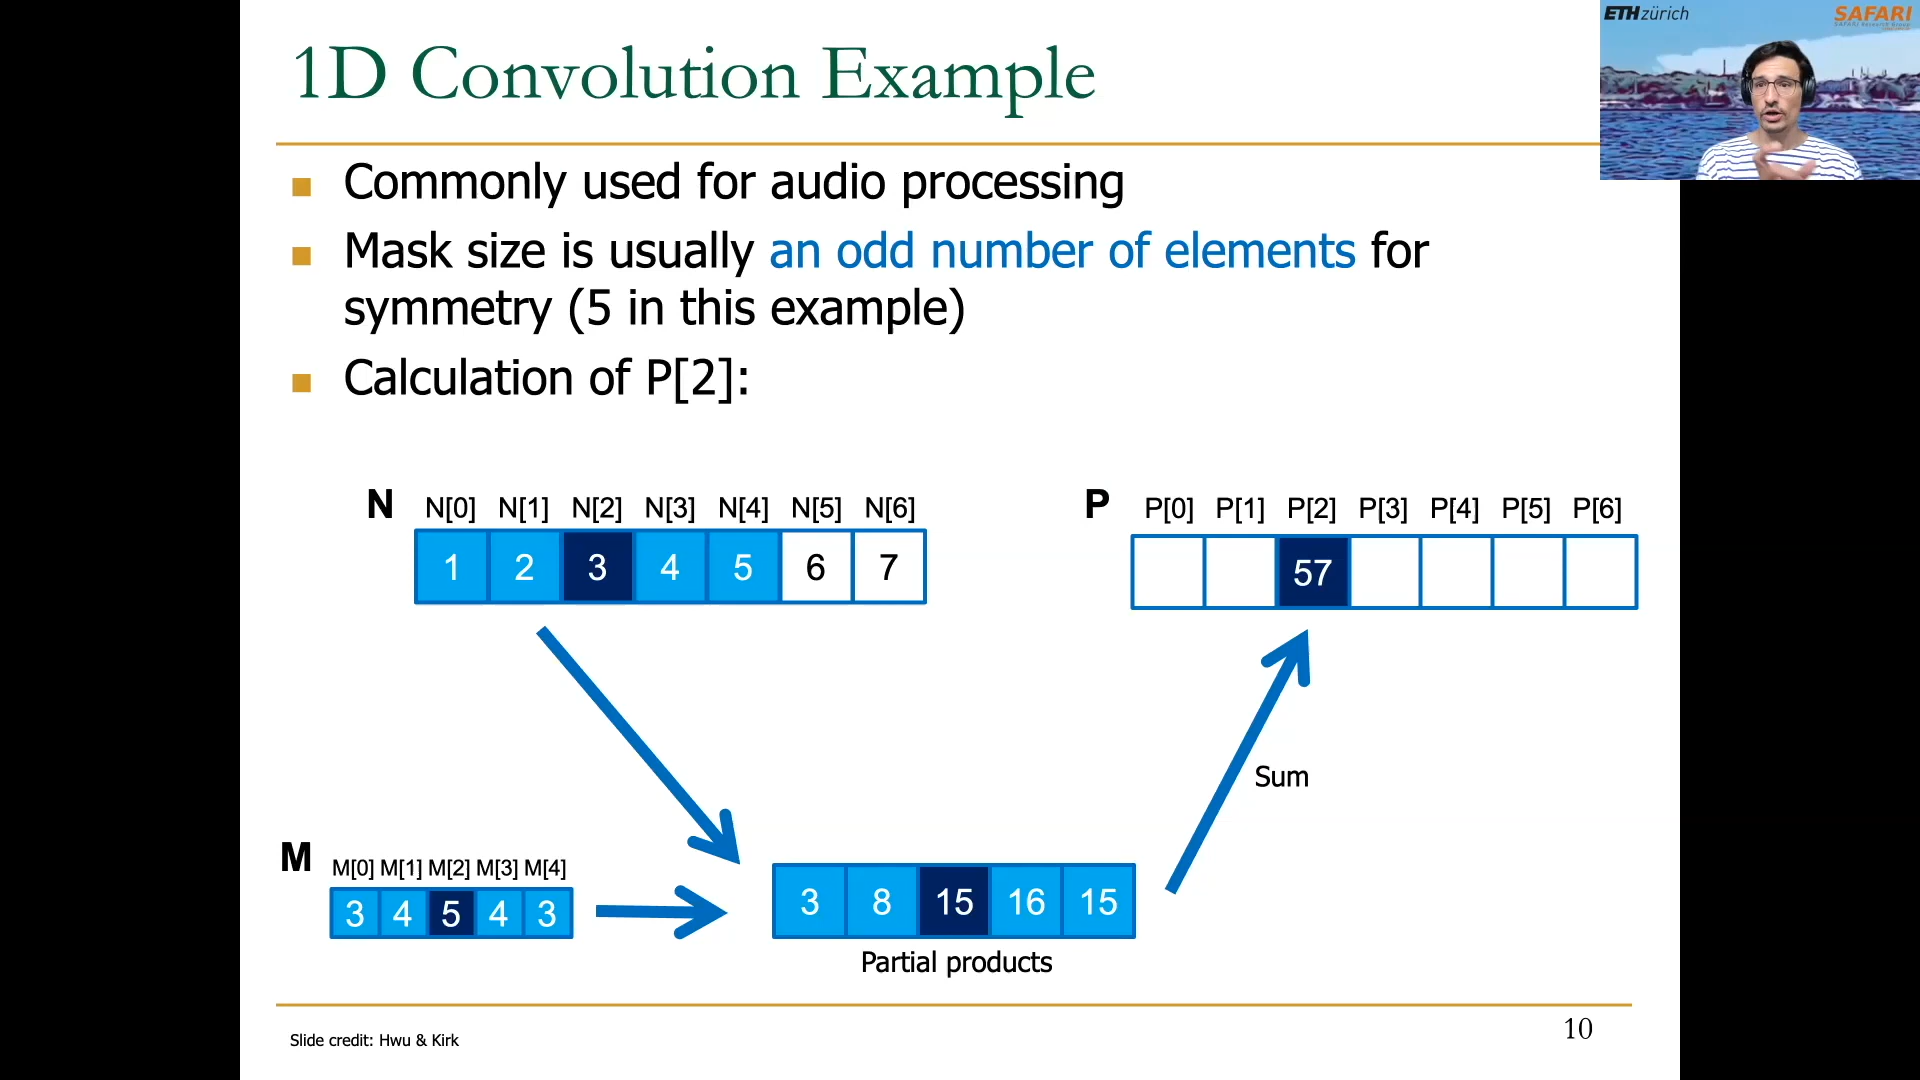 1D Convolution Example
ETH zürich
SAFARI
SAFARI Research Group
Commonly used for audio processing
Mask size is usually an odd number of elements for
symmetry (5 in this example)
Calculation of P[2]:
N N[0] N[1] N[2] N[3] N[4] N[5] N[6]
1 2 3 4 5 6 7
P P[0] P[1] P[2] P[3] P[4] P[5] P[6]
57
Sum
M M[0] M[1] M[2] M[3] M[4]
3 4 5 4 3
3 8 15 16 15
Partial products
Slide credit: Hwu & Kirk
10